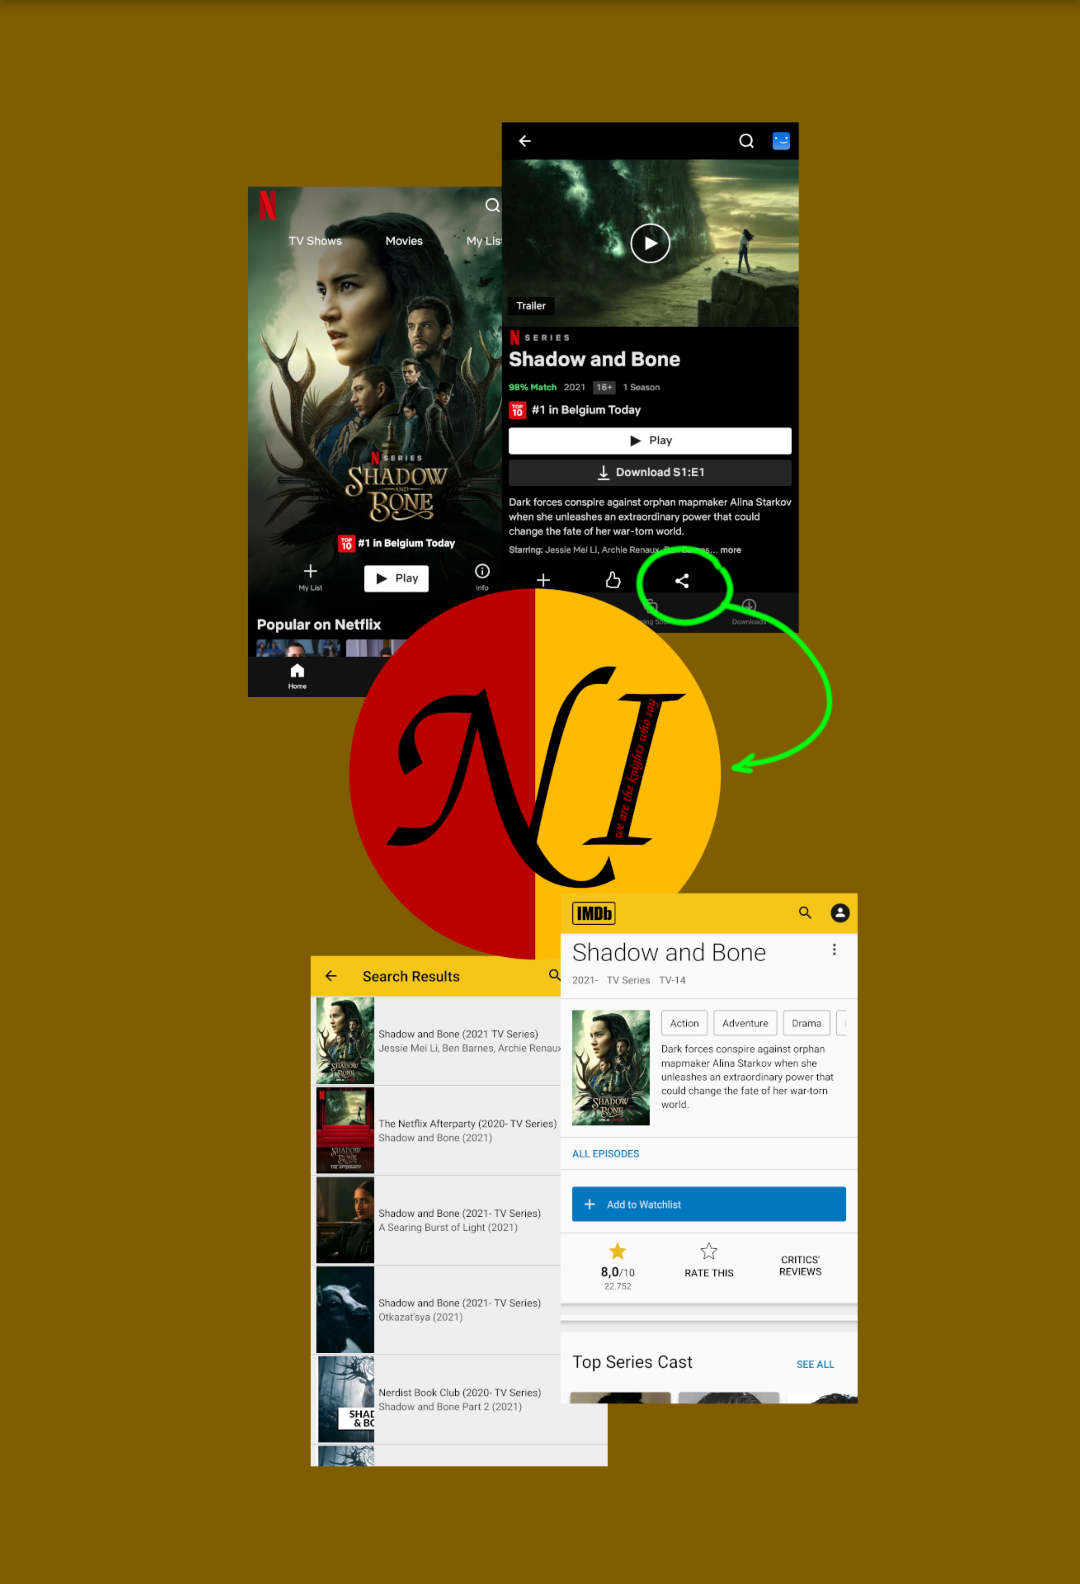 N
TV Shows Movies My Lis
N SERIES
SHADOW
AND
BONE
TOP 10 #1 in Belgium Today
My List
Play
Info
Popular on Netflix
Home
Trailer
N SERIES
Shadow and Bone
98% Match 2021 16+ 1 Season
TOP 10 #1 in Belgium Today
Play
Download S1:E1
Dark forces conspire against orphan mapmaker Alina Starkov
when she unleashes an extraordinary power that could
change the fate of her war-torn world.
Starring: Jessie Mei Li, Archie Renaux, Ben Barnes... more
Downloads
NI
we are the knights who say
Search Results
Shadow and Bone (2021 TV Series)
Jessie Mei Li, Ben Barnes, Archie Renaux
The Netflix Afterparty (2020- TV Series)
Shadow and Bone (2021)
Shadow and Bone (2021- TV Series)
A Searing Burst of Light (2021)
Shadow and Bone (2021- TV Series)
Otkazat'sya (2021)
Nerdist Book Club (2020- TV Series)
Shadow and Bone Part 2 (2021)
SHAD
& BO
IMDb
Shadow and Bone
2021- TV Series TV-14
Action Adventure Drama
SHADOW
AND
BONE
Dark forces conspire against orphan
mapmaker Alina Starkov when she
unleashes an extraordinary power that
could change the fate of her war-torn
world.
ALL EPISODES
Add to Watchlist
8,0/10
22.752
RATE THIS
CRITICS'
REVIEWS
Top Series Cast SEE ALL